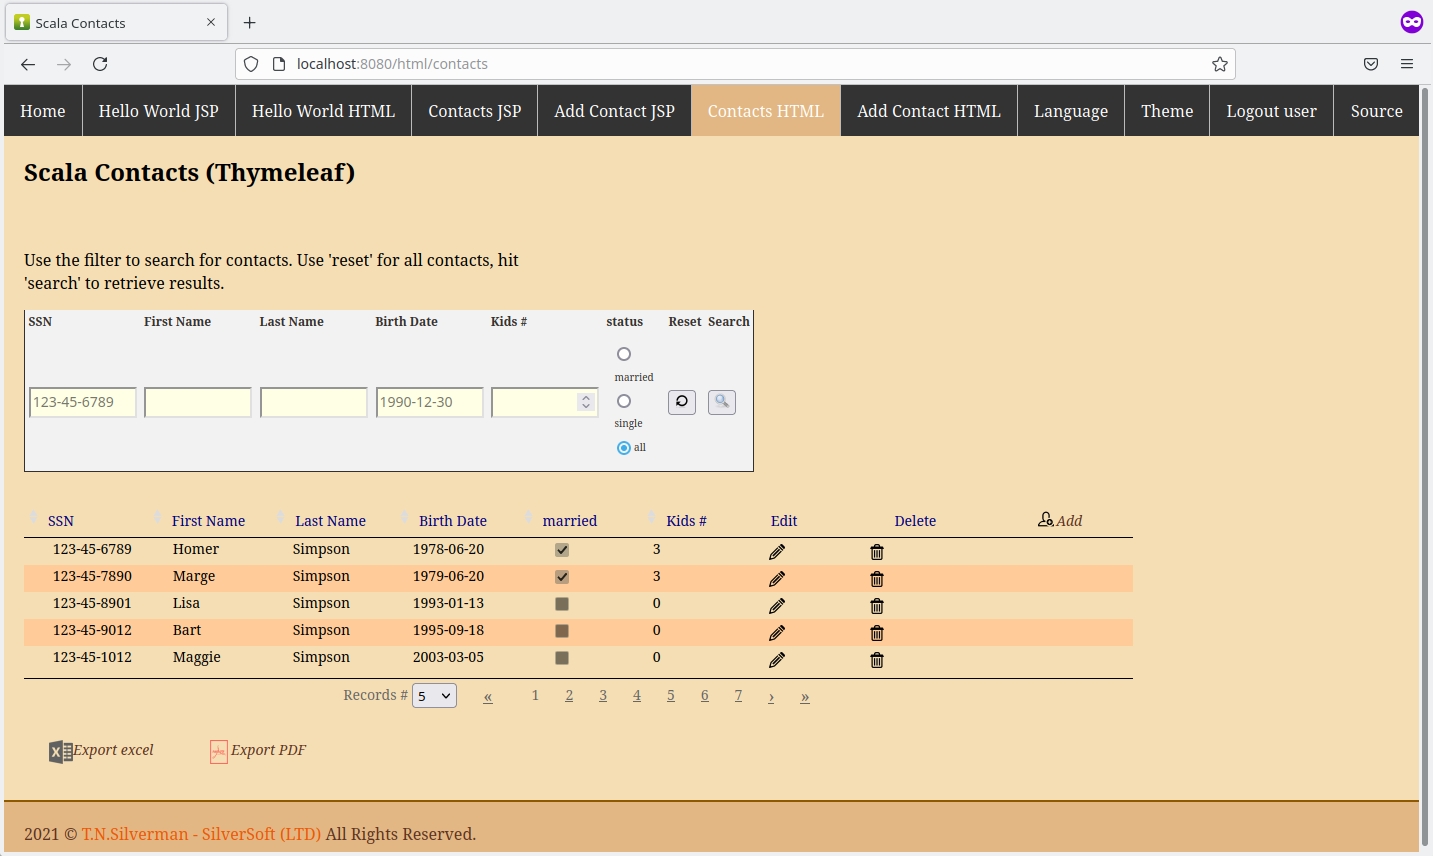 Scala Contacts
localhost:8080/html/contacts
Home Hello World JSP Hello World HTML Contacts JSP Add Contact JSP Contacts HTML Add Contact HTML Language Theme Logout user Source
Scala Contacts (Thymeleaf)
Use the filter to search for contacts. Use 'reset' for all contacts, hit
'search' to retrieve results.
SSN First Name Last Name Birth Date Kids # status Reset Search
married
123-45-6789 1990-12-30
single
all
SSN First Name Last Name Birth Date married Kids # Edit Delete Add
123-45-6789 Homer Simpson 1978-06-20 3
123-45-7890 Marge Simpson 1979-06-20 3
123-45-8901 Lisa Simpson 1993-01-13 0
123-45-9012 Bart Simpson 1995-09-18 0
123-45-1012 Maggie Simpson 2003-03-05 0
Records # 5 « 1 2 3 4 5 6 7 › »
Export excel Export PDF
2021 © T.N.Silverman - SilverSoft (LTD) All Rights Reserved.